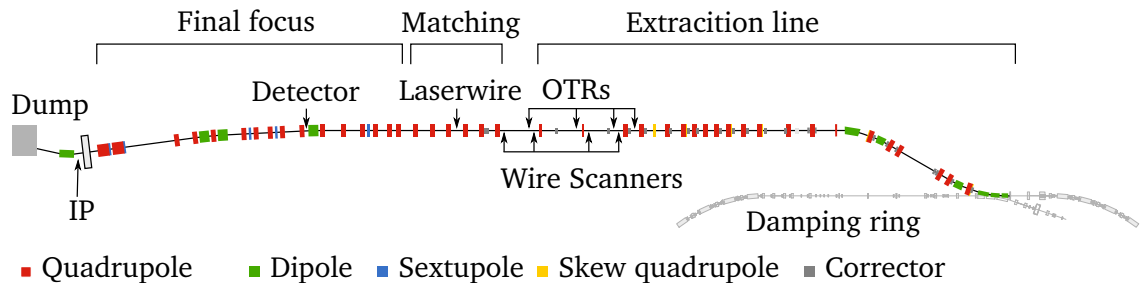 Final focus
Matching
Extracition line
Dump
Detector
Laserwire
OTRs
IP
Wire Scanners
Damping ring
Quadrupole
Dipole
Sextupole
Skew quadrupole
Corrector